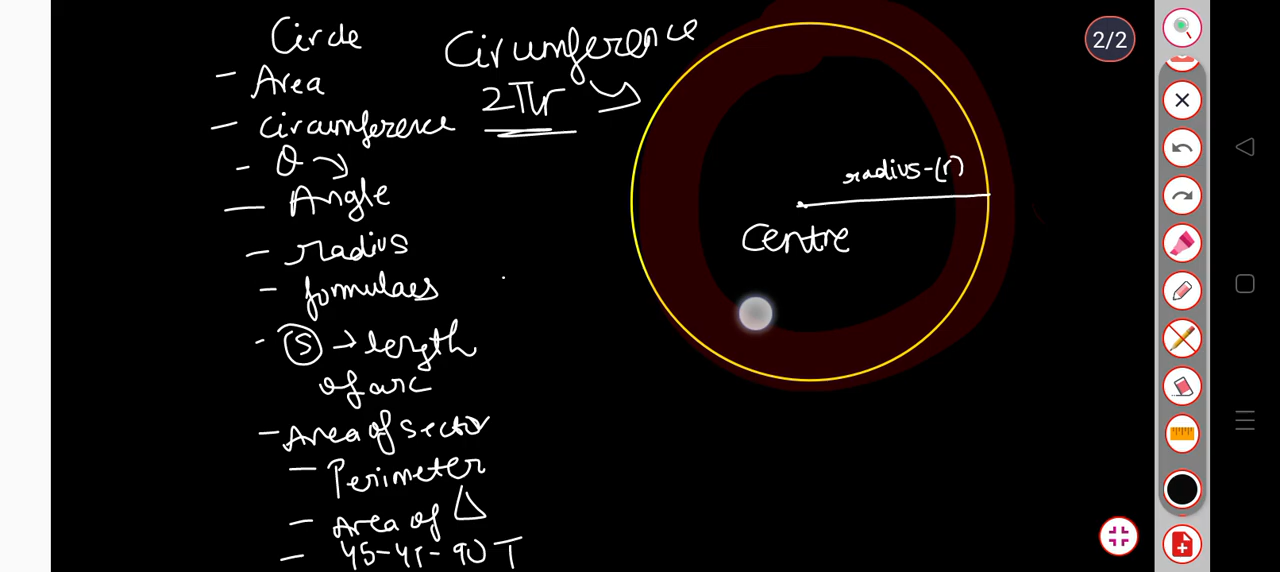 Circle
- Area
- Circumference
- θ →
- Angle
- radius
- formulaes
- S → length
of arc
- Area of sector
- Perimeter
- Area of △
- 45-45-90 T
Circumference
2πr
radius-(r)
Centre
2/2